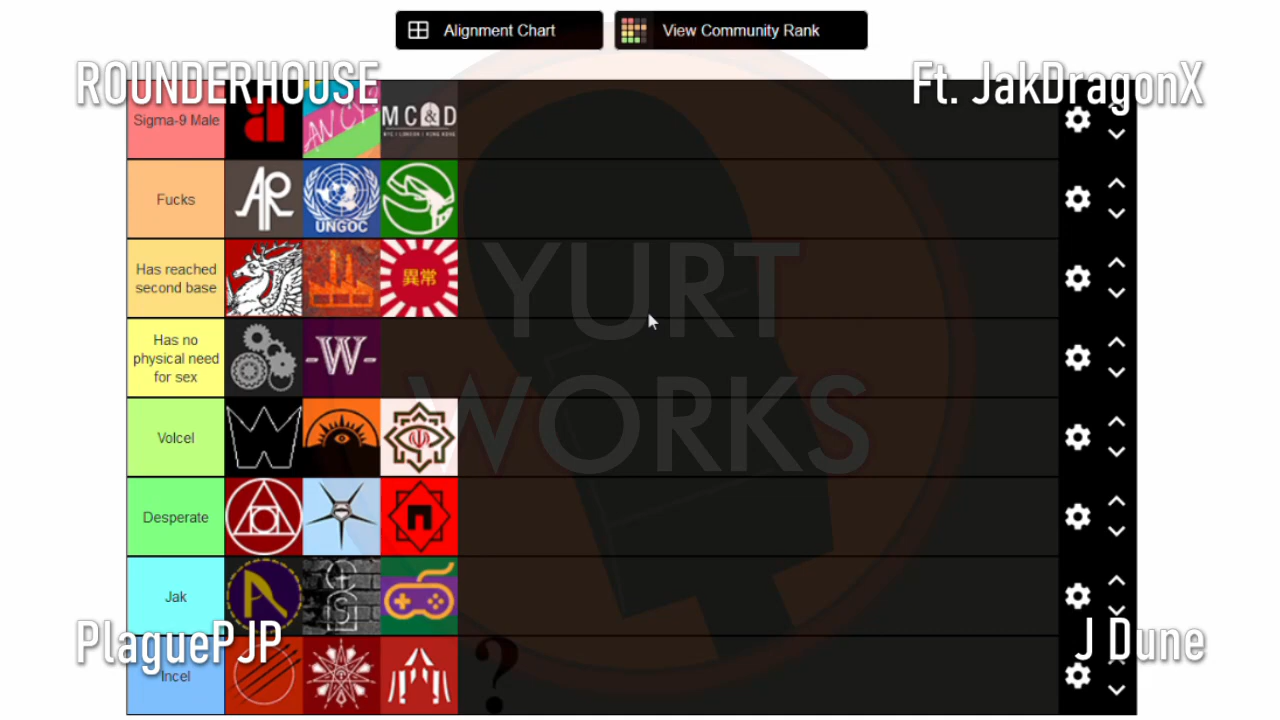 Alignment Chart
View Community Rank
ROUNDERHOUSE
Ft. JakDragonX
Sigma-9 Male
a
MC&D
Fucks
AR
UNGOC
Has reached
second base
異常
Has no
physical need
for sex
-W-
YURT
WORKS
Volcel
W
Desperate
Jak
PlaguePJP
J Dune
Incel
?